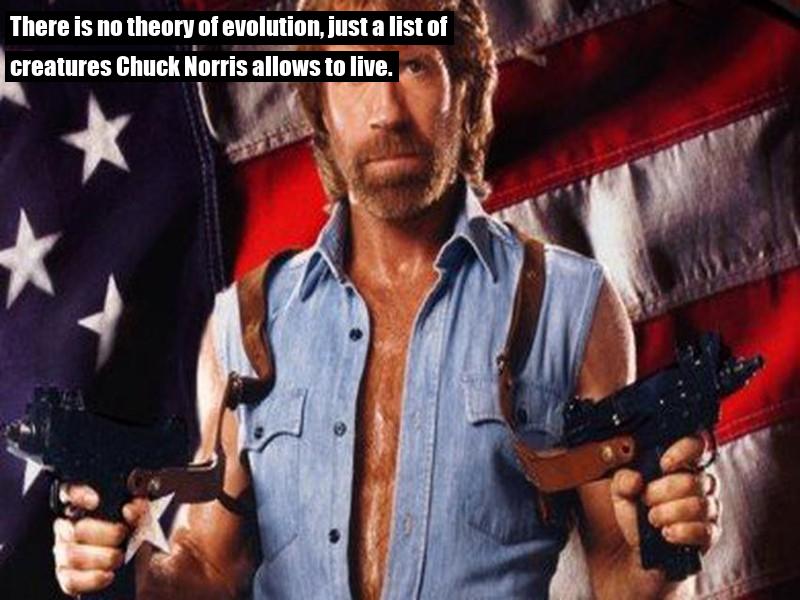 There is no theory of evolution, just a list of
creatures Chuck Norris allows to live.